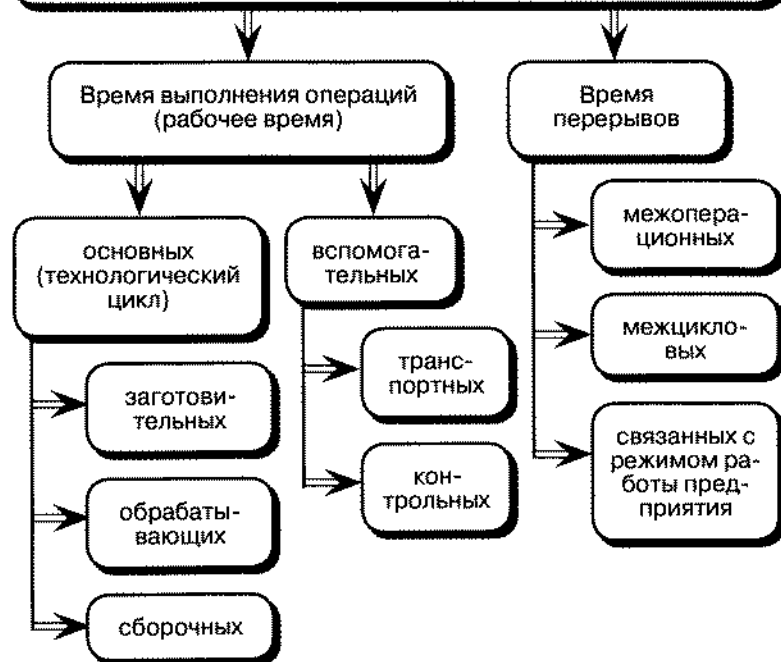 Время выполнения операций
(рабочее время)
Время
перерывов
основных
(технологический
цикл)
вспомога-
тельных
межопера-
ционных
межцикло-
вых
связанных с
режимом ра-
боты пред-
приятия
заготови-
тельных
обрабаты-
вающих
сборочных
транс-
портных
кон-
трольных